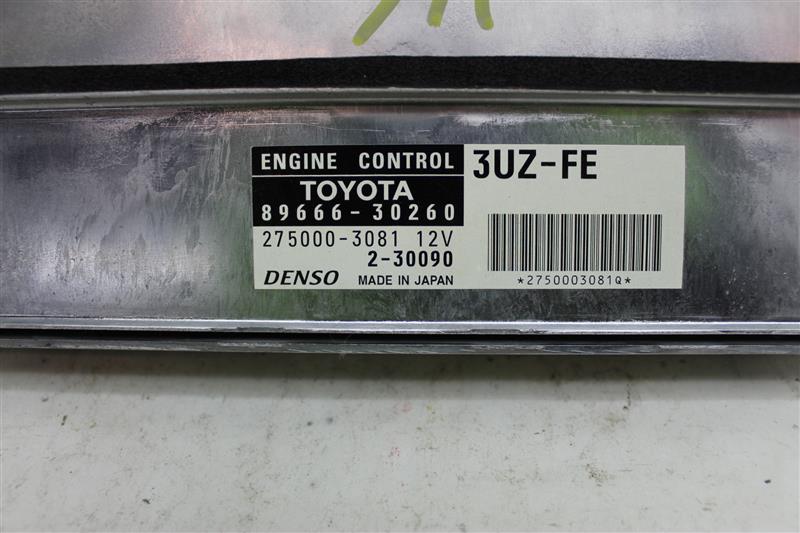 ENGINE CONTROL
3UZ-FE
TOYOTA
89666-30260
275000-3081 12V
2-30090
DENSO MADE IN JAPAN
*2750003081Q*